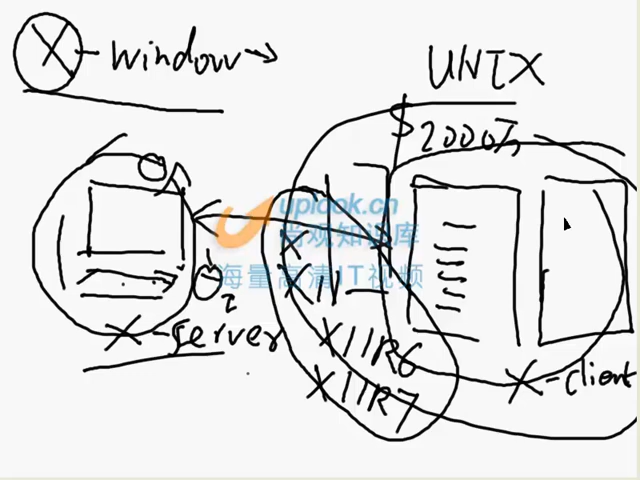 X - Window →
UNIX
$2000万
uplook.cn
尚观知识库
海量高清IT视频
X
X11
X-server
X11R6
X-client
X11R7